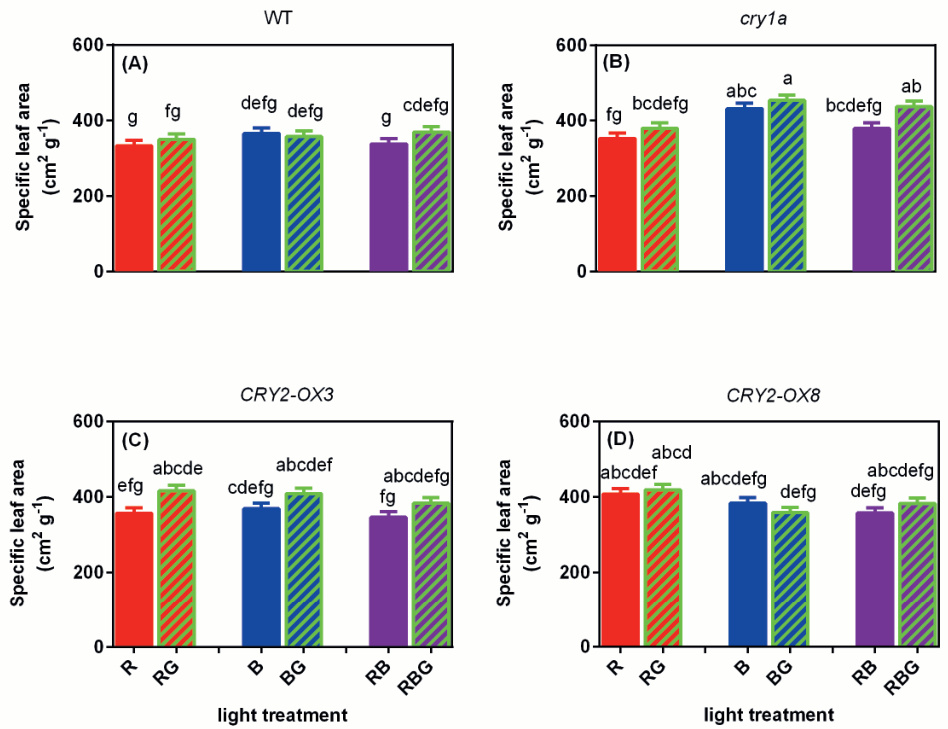 WT
Specific leaf area
(cm² g⁻¹)
600
400
200
0
(A)
g
fg
defg
defg
g
cdefg
cry1a
Specific leaf area
(cm² g⁻¹)
600
400
200
0
(B)
fg
bcdefg
abc
a
bcdefg
ab
CRY2-OX3
Specific leaf area
(cm² g⁻¹)
600
400
200
0
(C)
efg
abcde
cdefg
abcdef
fg
abcdefg
R
RG
B
BG
RB
RBG
light treatment
CRY2-OX8
Specific leaf area
(cm² g⁻¹)
600
400
200
0
(D)
abcdef
abcd
abcdefg
defg
defg
abcdefg
R
RG
B
BG
RB
RBG
light treatment